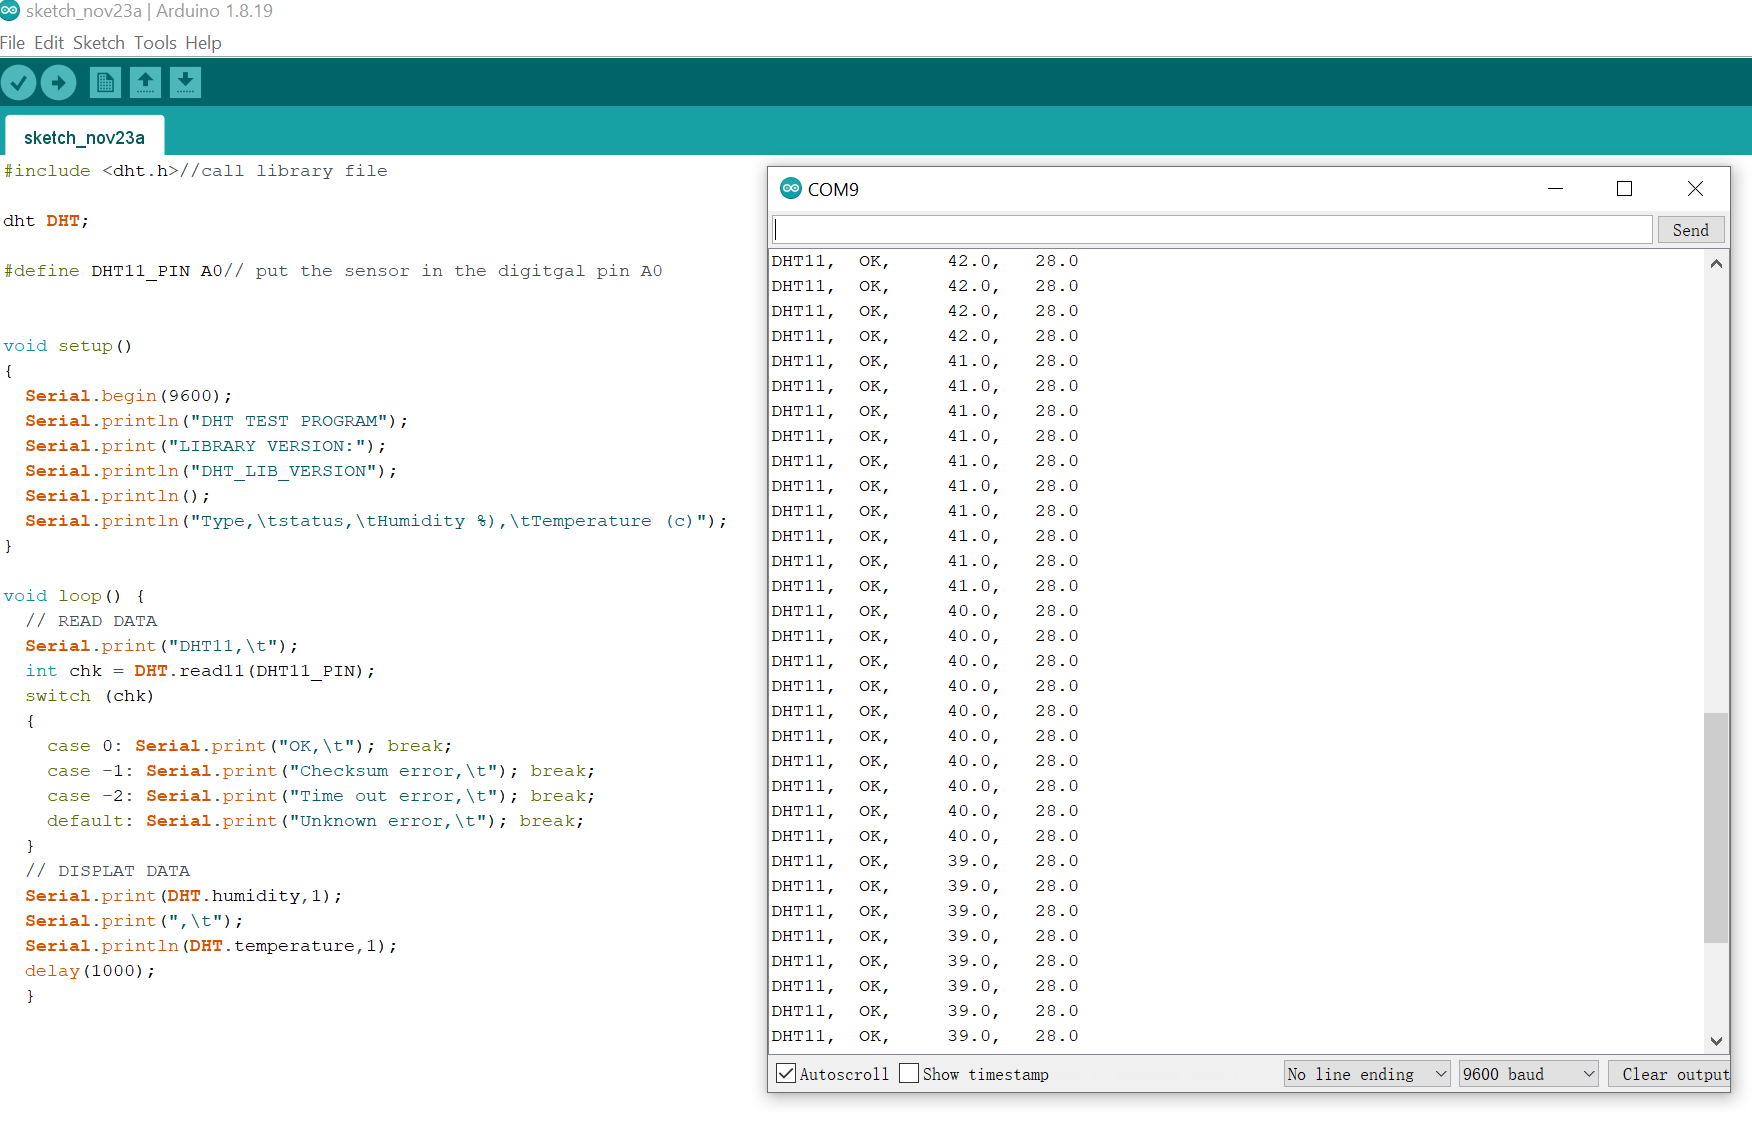 sketch_nov23a | Arduino 1.8.19
File Edit Sketch Tools Help
sketch_nov23a
#include <dht.h>//call library file
dht DHT;
#define DHT11_PIN A0// put the sensor in the digitgal pin A0
void setup()
{
Serial.begin(9600);
Serial.println("DHT TEST PROGRAM");
Serial.print("LIBRARY VERSION:");
Serial.println("DHT_LIB_VERSION");
Serial.println();
Serial.println("Type,\tstatus,\tHumidity %),\tTemperature (c)");
}
void loop() {
// READ DATA
Serial.print("DHT11,\t");
int chk = DHT.read11(DHT11_PIN);
switch (chk)
{
case 0: Serial.print("OK,\t"); break;
case -1: Serial.print("Checksum error,\t"); break;
case -2: Serial.print("Time out error,\t"); break;
default: Serial.print("Unknown error,\t"); break;
}
// DISPLAT DATA
Serial.print(DHT.humidity,1);
Serial.print(",\t");
Serial.println(DHT.temperature,1);
delay(1000);
}
COM9
Send
DHT11, OK, 42.0, 28.0
DHT11, OK, 42.0, 28.0
DHT11, OK, 42.0, 28.0
DHT11, OK, 42.0, 28.0
DHT11, OK, 41.0, 28.0
DHT11, OK, 41.0, 28.0
DHT11, OK, 41.0, 28.0
DHT11, OK, 41.0, 28.0
DHT11, OK, 41.0, 28.0
DHT11, OK, 41.0, 28.0
DHT11, OK, 41.0, 28.0
DHT11, OK, 41.0, 28.0
DHT11, OK, 41.0, 28.0
DHT11, OK, 41.0, 28.0
DHT11, OK, 40.0, 28.0
DHT11, OK, 40.0, 28.0
DHT11, OK, 40.0, 28.0
DHT11, OK, 40.0, 28.0
DHT11, OK, 40.0, 28.0
DHT11, OK, 40.0, 28.0
DHT11, OK, 40.0, 28.0
DHT11, OK, 40.0, 28.0
DHT11, OK, 40.0, 28.0
DHT11, OK, 40.0, 28.0
DHT11, OK, 39.0, 28.0
DHT11, OK, 39.0, 28.0
DHT11, OK, 39.0, 28.0
DHT11, OK, 39.0, 28.0
DHT11, OK, 39.0, 28.0
DHT11, OK, 39.0, 28.0
DHT11, OK, 39.0, 28.0
DHT11, OK, 39.0, 28.0
Autoscroll Show timestamp No line ending 9600 baud Clear output